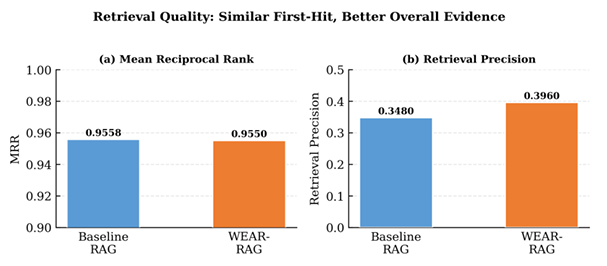 Retrieval Quality: Similar First-Hit, Better Overall Evidence
(a) Mean Reciprocal Rank
1.00
0.98
0.96
0.94
0.92
0.90
MRR
0.9558
0.9550
Baseline
RAG
WEAR-
RAG
(b) Retrieval Precision
0.5
0.4
0.3
0.2
0.1
0.0
Retrieval Precision
0.3480
0.3960
Baseline
RAG
WEAR-
RAG